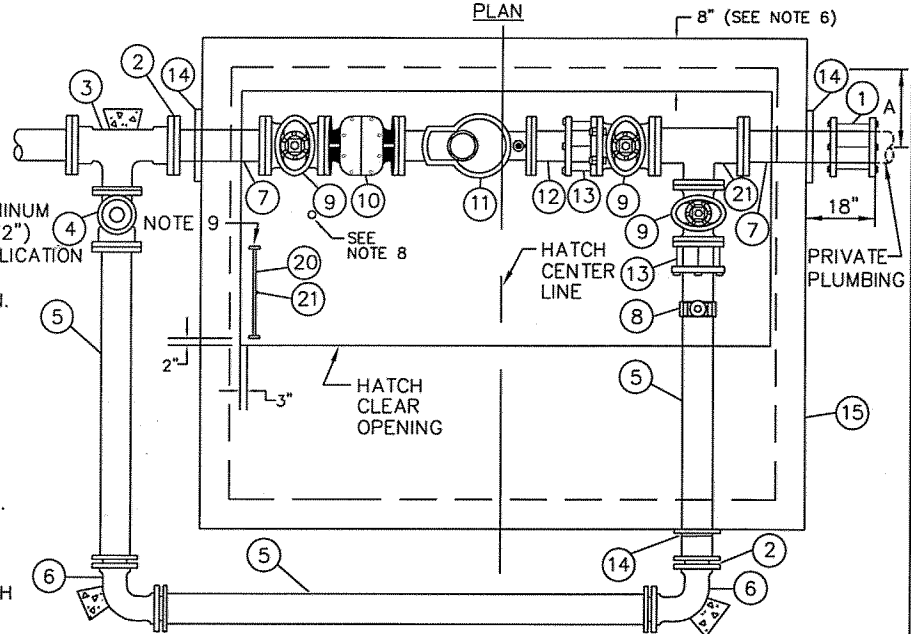 PLAN
8" (SEE NOTE 6)
2
14
14
1
3
A
7
9
10
11
12
13
9
21
7
18"
4
NOTE 9
SEE
NOTE 8
9
PRIVATE
PLUMBING
INIMUM
2")
LICATION
N.
20
21
HATCH
CENTER
LINE
13
8
5
2"
3"
HATCH
CLEAR
OPENING
5
15
.
5
14
2
6
6
H